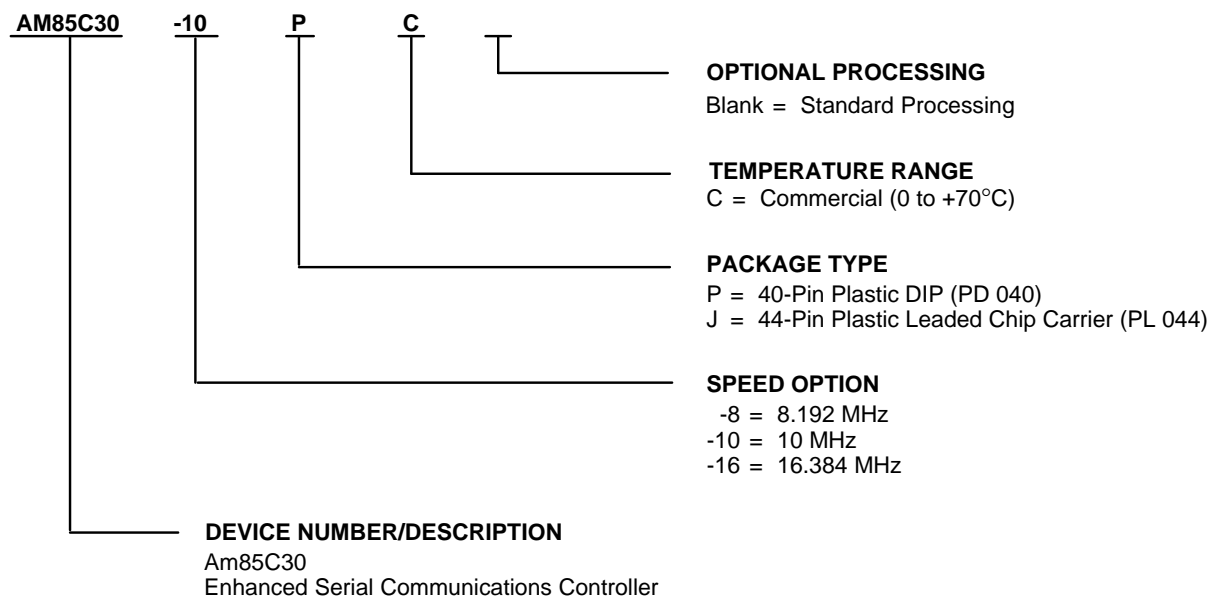 AM85C30 -10 P C
OPTIONAL PROCESSING
Blank = Standard Processing
TEMPERATURE RANGE
C = Commercial (0 to +70°C)
PACKAGE TYPE
P = 40-Pin Plastic DIP (PD 040)
J = 44-Pin Plastic Leaded Chip Carrier (PL 044)
SPEED OPTION
-8 = 8.192 MHz
-10 = 10 MHz
-16 = 16.384 MHz
DEVICE NUMBER/DESCRIPTION
Am85C30
Enhanced Serial Communications Controller